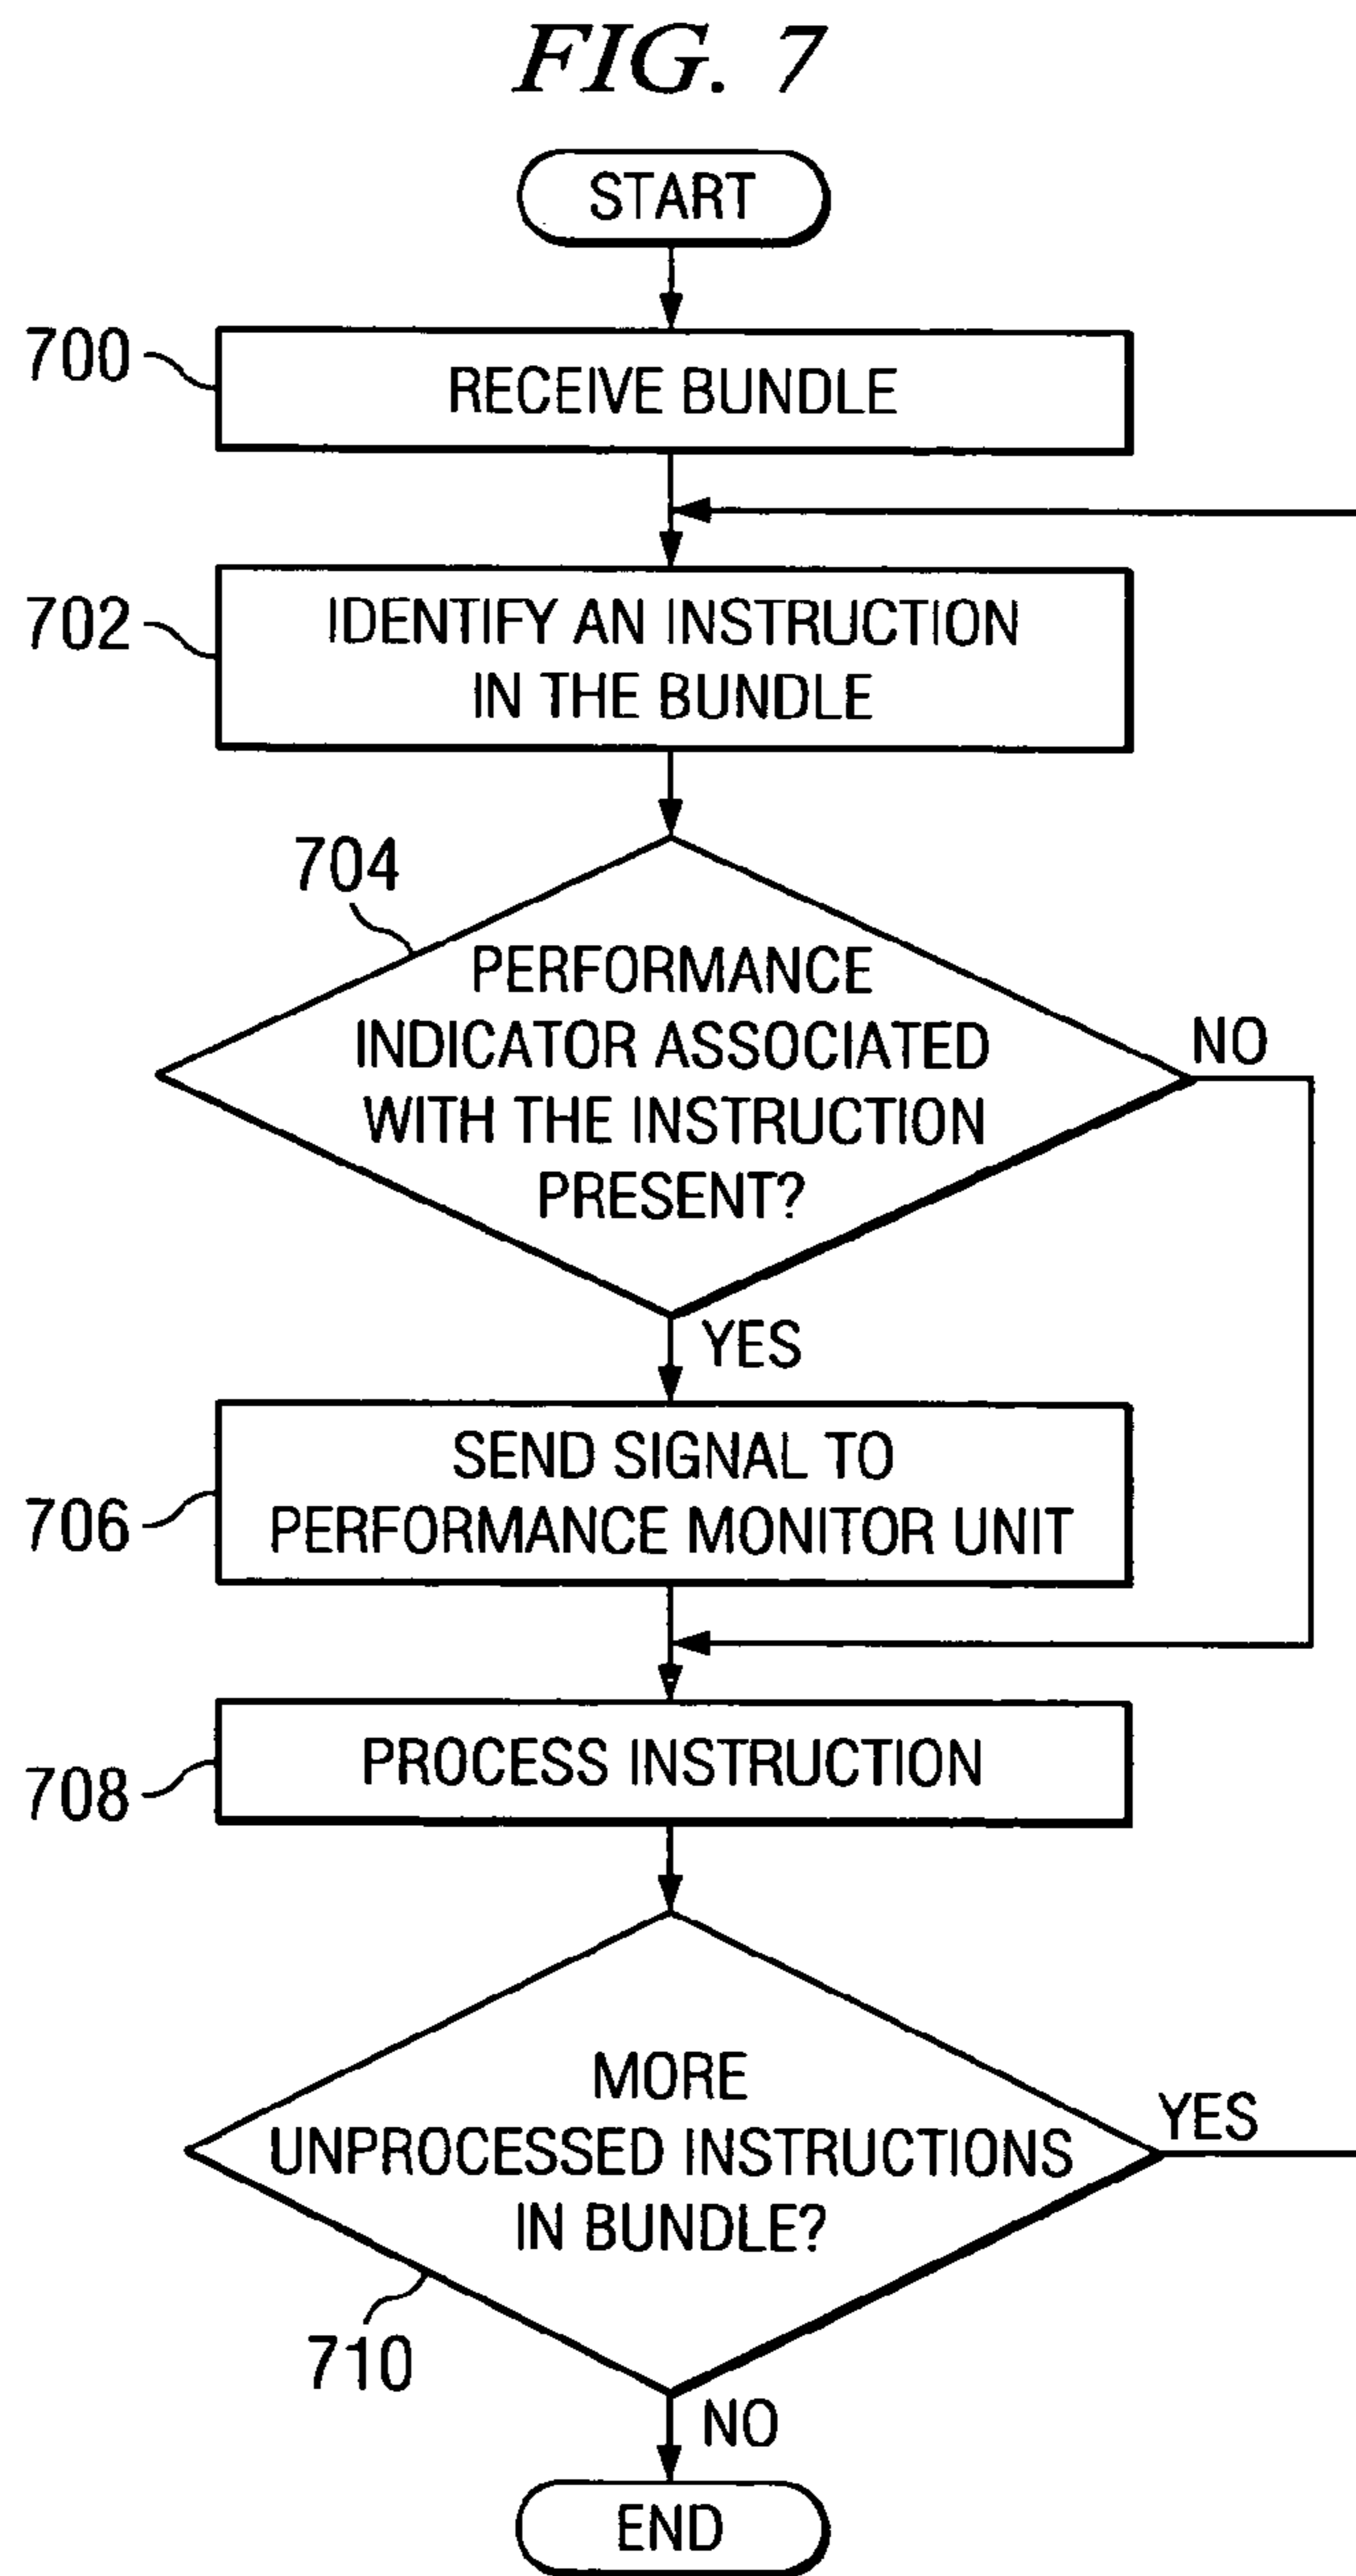 FIG. 7
START
700
RECEIVE BUNDLE
702
IDENTIFY AN INSTRUCTION
IN THE BUNDLE
704
PERFORMANCE
INDICATOR ASSOCIATED
WITH THE INSTRUCTION
PRESENT?
NO
YES
706
SEND SIGNAL TO
PERFORMANCE MONITOR UNIT
708
PROCESS INSTRUCTION
MORE
UNPROCESSED INSTRUCTIONS
IN BUNDLE?
YES
710
NO
END